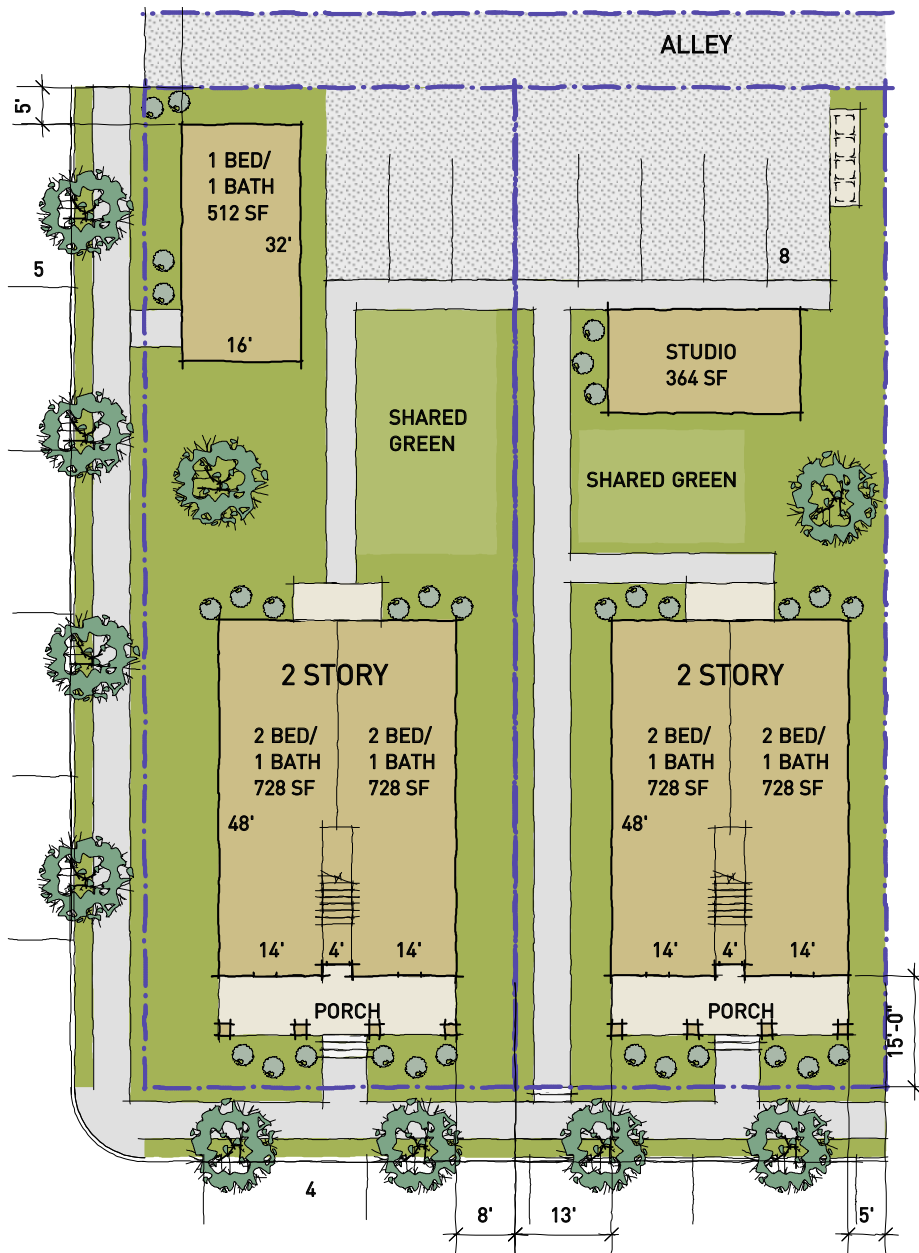 ALLEY
5'
1 BED/
1 BATH
512 SF
32'
5
8
16'
STUDIO
364 SF
SHARED
GREEN
SHARED GREEN
2 STORY
2 STORY
2 BED/
1 BATH
728 SF
2 BED/
1 BATH
728 SF
2 BED/
1 BATH
728 SF
2 BED/
1 BATH
728 SF
48'
48'
14'
4'
14'
14'
4'
14'
PORCH
PORCH
15'-0"
4
8'
13'
5'